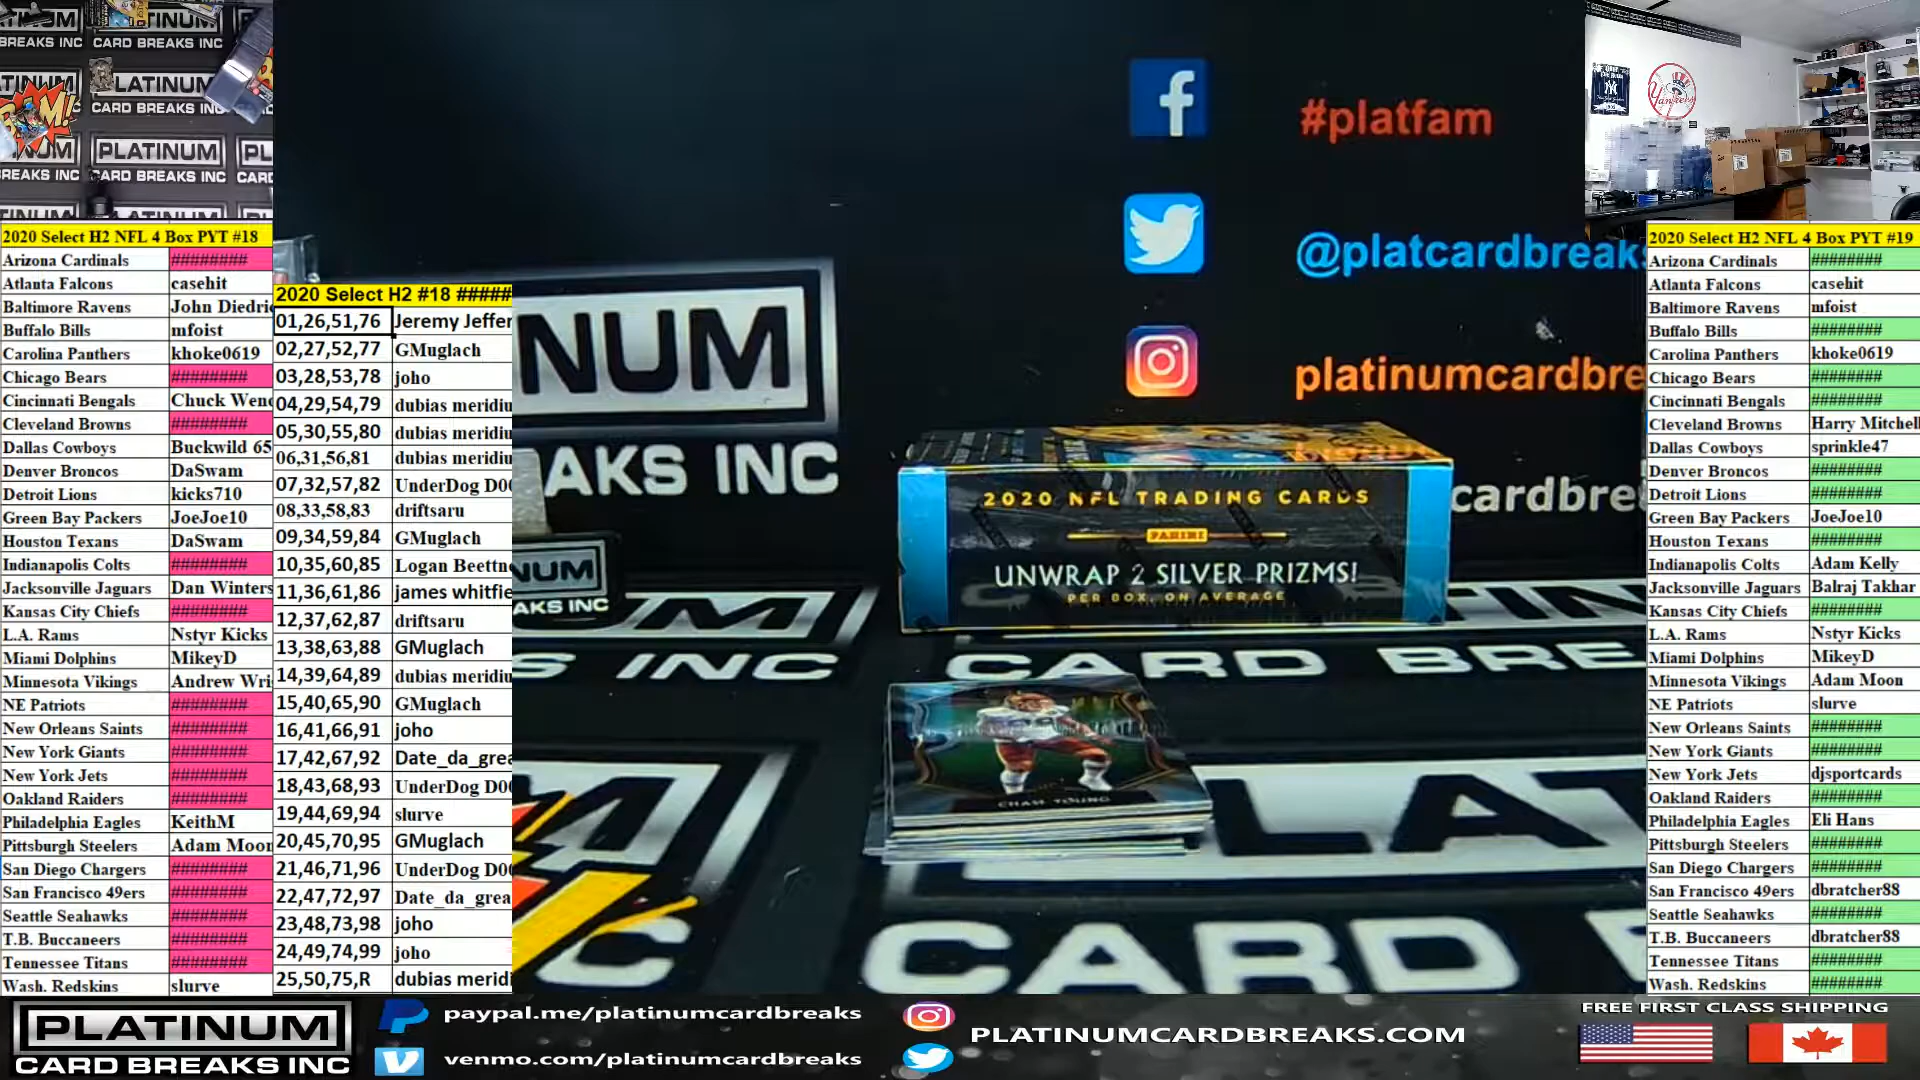 2020 Select H2 NFL 4 Box PYT #18
Arizona Cardinals ########
Atlanta Falcons casehit
Baltimore Ravens John Diedri
Buffalo Bills mfoist
Carolina Panthers khoke0619
Chicago Bears ########
Cincinnati Bengals Chuck Wen
Cleveland Browns ########
Dallas Cowboys Buckwild 65
Denver Broncos DaSwam
Detroit Lions kicks710
Green Bay Packers JoeJoe10
Houston Texans DaSwam
Indianapolis Colts ########
Jacksonville Jaguars Dan Winters
Kansas City Chiefs ########
L.A. Rams Nstyr Kicks
Miami Dolphins MikeyD
Minnesota Vikings Andrew Wri
NE Patriots ########
New Orleans Saints ########
New York Giants ########
New York Jets ########
Oakland Raiders ########
Philadelphia Eagles KeithM
Pittsburgh Steelers Adam Moon
San Diego Chargers ########
San Francisco 49ers ########
Seattle Seahawks ########
T.B. Buccaneers ########
Tennessee Titans ########
Wash. Redskins slurve
2020 Select H2 #18 #####
01,26,51,76 Jeremy Jeffer
02,27,52,77 GMuglach
03,28,53,78 joho
04,29,54,79 dubias meridiu
05,30,55,80 dubias meridiu
06,31,56,81 dubias meridiu
07,32,57,82 UnderDog D0
08,33,58,83 driftsaru
09,34,59,84 GMuglach
10,35,60,85 Logan Beettn
11,36,61,86 james whitfie
12,37,62,87 driftsaru
13,38,63,88 GMuglach
14,39,64,89 dubias meridiu
15,40,65,90 GMuglach
16,41,66,91 joho
17,42,67,92 Date_da_grea
18,43,68,93 UnderDog D0
19,44,69,94 slurve
20,45,70,95 GMuglach
21,46,71,96 UnderDog D0
22,47,72,97 Date_da_grea
23,48,73,98 joho
24,49,74,99 joho
25,50,75,R dubias meridi
#platfam
@platcardbreaks
platinumcardbre
cardbre
NUM
AKS INC
2020 NFL TRADING CARDS
PANINI
UNWRAP 2 SILVER PRIZMS!
PER BOX, ON AVERAGE
CHASE YOUNG
S INC
CARD BRE
CARD B
2020 Select H2 NFL 4 Box PYT #19
Arizona Cardinals ########
Atlanta Falcons casehit
Baltimore Ravens mfoist
Buffalo Bills ########
Carolina Panthers khoke0619
Chicago Bears ########
Cincinnati Bengals ########
Cleveland Browns Harry Mitchell
Dallas Cowboys sprinkle47
Denver Broncos ########
Detroit Lions ########
Green Bay Packers JoeJoe10
Houston Texans ########
Indianapolis Colts Adam Kelly
Jacksonville Jaguars Balraj Takhar
Kansas City Chiefs ########
L.A. Rams Nstyr Kicks
Miami Dolphins MikeyD
Minnesota Vikings Adam Moon
NE Patriots slurve
New Orleans Saints ########
New York Giants ########
New York Jets djsportcards
Oakland Raiders ########
Philadelphia Eagles Eli Hans
Pittsburgh Steelers ########
San Diego Chargers ########
San Francisco 49ers dbratcher88
Seattle Seahawks ########
T.B. Buccaneers dbratcher88
Tennessee Titans ########
Wash. Redskins ########
PLATINUM
CARD BREAKS INC
paypal.me/platinumcardbreaks
venmo.com/platinumcardbreaks
PLATINUMCARDBREAKS.COM
FREE FIRST CLASS SHIPPING